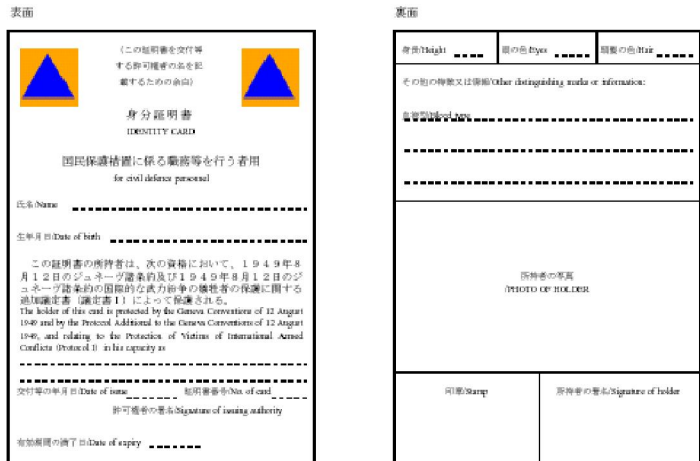 表面
(この証明書を交付等
する許可権者の名を記
載するための余白)
身分証明書
IDENTITY CARD
国民保護措置に係る職務等を行う者用
for civil defence personnel
氏名/Name
生年月日/Date of birth
この証明書の所持者は、次の資格において、1949年8
月12日のジュネーヴ諸条約及び1949年8月12日のジ
ュネーヴ諸条約の国際的な武力紛争の犠牲者の保護に関する
追加議定書(議定書Ⅰ)によって保護される。
The holder of this card is protected by the Geneva Conventions of 12 August
1949 and by the Protocol Additional to the Geneva Conventions of 12 August
1949, and relating to the Protection of Victims of International Armed
Conflicts (Protocol I) in his capacity as
交付等の年月日/Date of issue 証明書番号/No. of card
許可権者の署名/Signature of issuing authority
有効期間の満了日/Date of expiry
裏面
身長/Height 眼の色/Eyes 頭髪の色/Hair
その他の特徴又は情報/Other distinguishing marks or information:
血液型/Blood type
所持者の写真
/PHOTO OF HOLDER
印章/Stamp 所持者の署名/Signature of holder